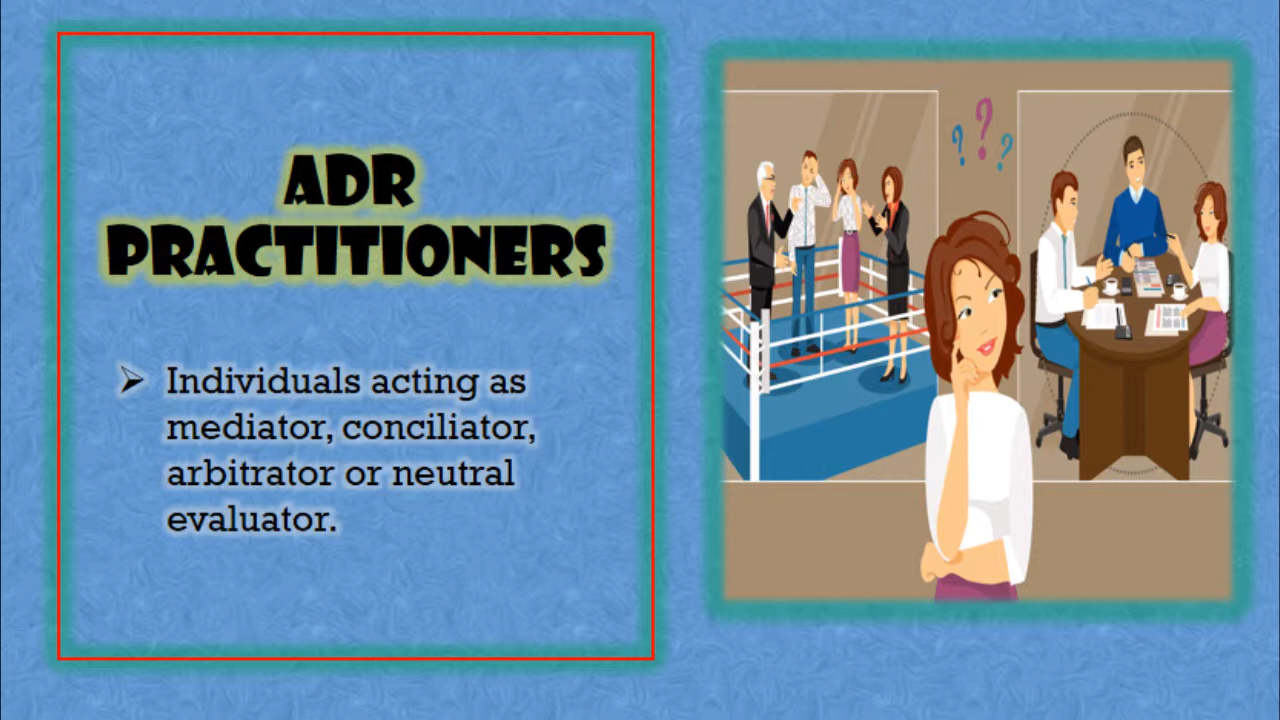 ADR
PRACTITIONERS
➢ Individuals acting as
mediator, conciliator,
arbitrator or neutral
evaluator.
? ? ?